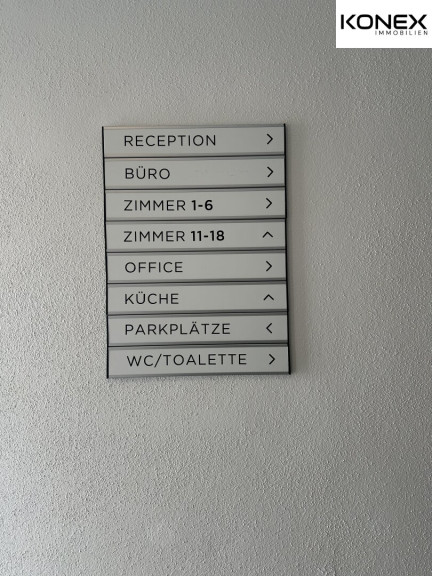 KONEX
IMMOBILIEN
RECEPTION
BÜRO
ZIMMER 1-6
ZIMMER 11-18
OFFICE
KÜCHE
PARKPLÄTZE
WC/TOALETTE